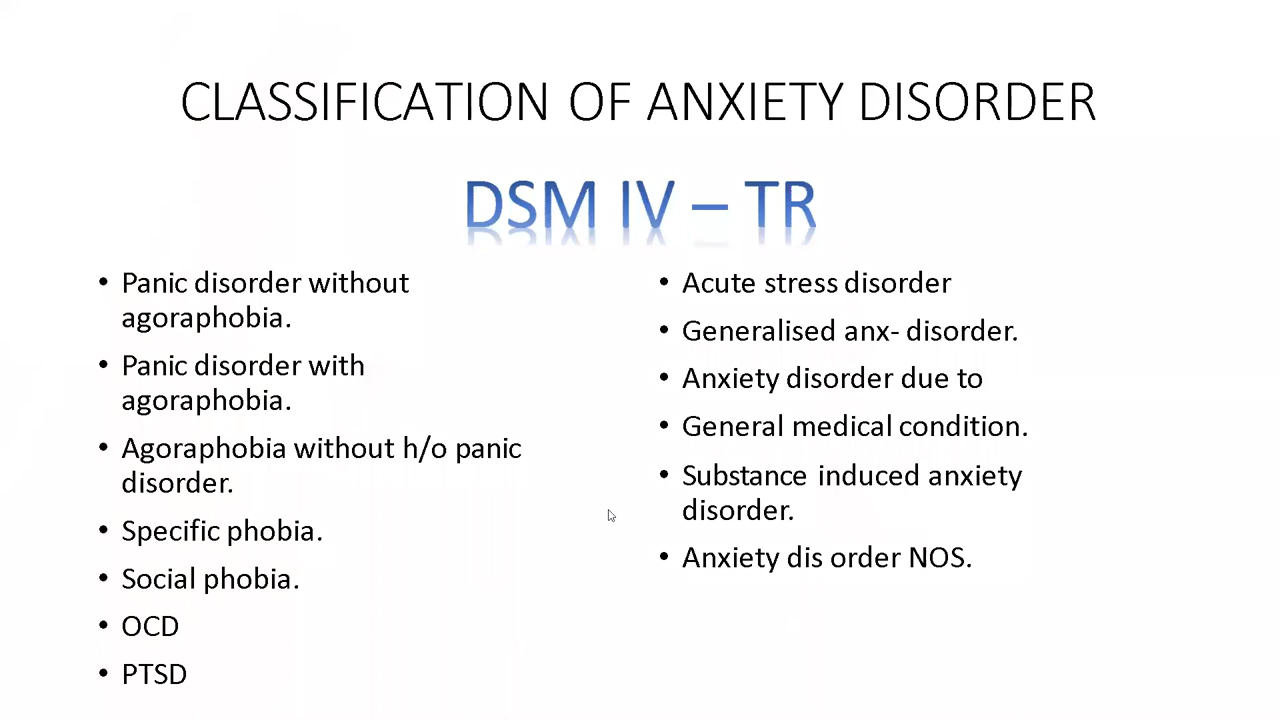 CLASSIFICATION OF ANXIETY DISORDER
DSM IV – TR
• Panic disorder without
agoraphobia.
• Panic disorder with
agoraphobia.
• Agoraphobia without h/o panic
disorder.
• Specific phobia.
• Social phobia.
• OCD
• PTSD
• Acute stress disorder
• Generalised anx- disorder.
• Anxiety disorder due to
• General medical condition.
• Substance induced anxiety
disorder.
• Anxiety dis order NOS.